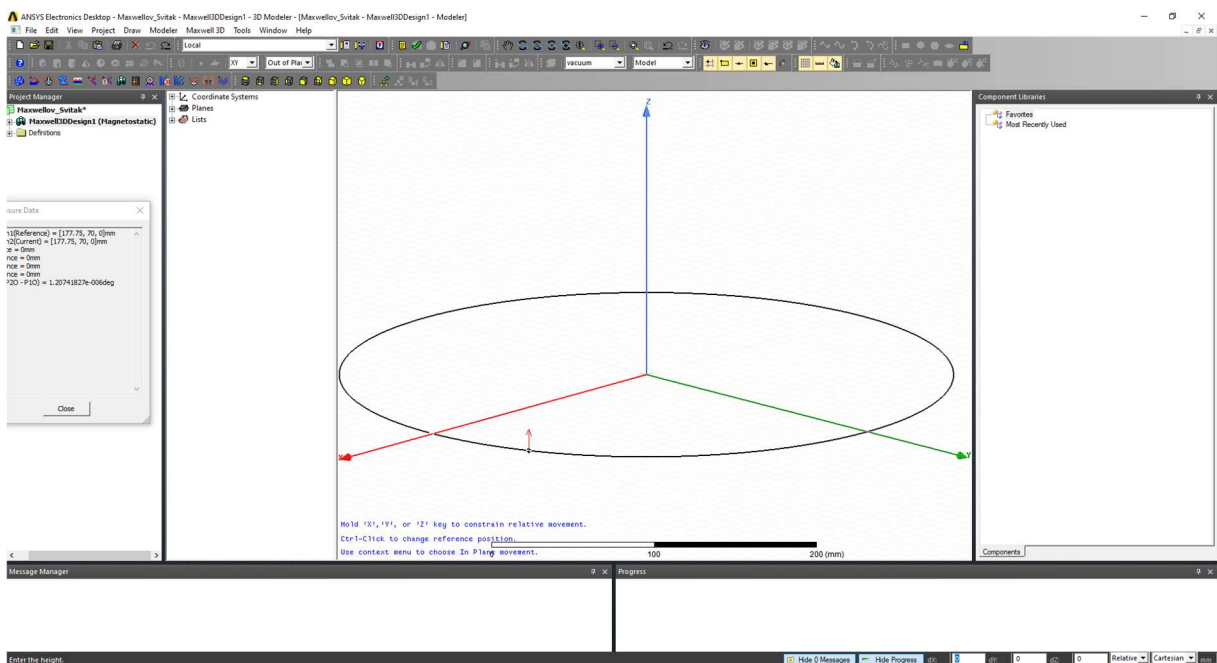 ANSYS Electronics Desktop - Maxwellov_Svitak - Maxwell3DDesign1 - 3D Modeler - [Maxwellov_Svitak - Maxwell3DDesign1 - Modeler]
File Edit View Project Draw Modeler Maxwell 3D Tools Window Help
Local
XY Out of Plai vacuum Model
Project Manager
Maxwellov_Svitak*
Maxwell3DDesign1 (Magnetostatic)
Definitions
Coordinate Systems
Planes
Lists
Component Libraries
Favorites
Most Recently Used
sure Data
n1(Reference) = [177.75, 70, 0]mm
n2(Current) = [177.75, 70, 0]mm
ce = 0mm
nce = 0mm
nce = 0mm
nce = 0mm
P2O - P1O) = 1.20741827e-006deg
Close
Z
X
Y
Hold 'X','Y', or 'Z' key to constrain relative movement.
Ctrl-Click to change reference position.
Use context menu to choose In Plane movement.
0 100 200 (mm)
Components
Message Manager
Progress
Enter the height.
Hide 0 Messages Hide Progress dX: 0 dY: 0 dZ: 0 Relative Cartesian mm